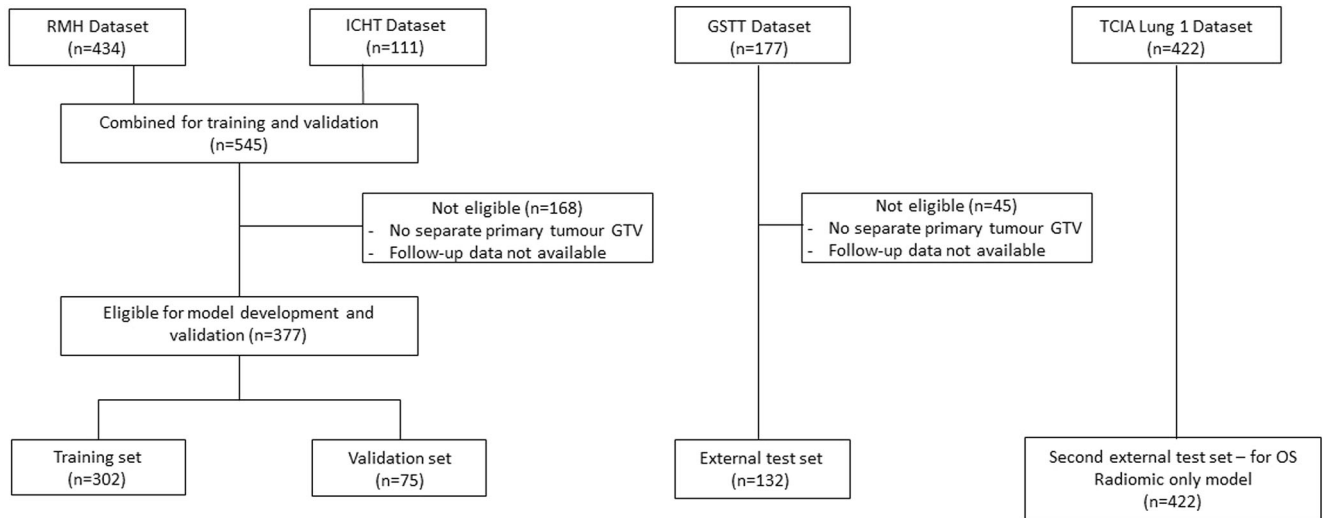 RMH Dataset
(n=434)
ICHT Dataset
(n=111)
GSTT Dataset
(n=177)
TCIA Lung 1 Dataset
(n=422)
Combined for training and validation
(n=545)
Not eligible (n=168)
- No separate primary tumour GTV
- Follow-up data not available
Not eligible (n=45)
- No separate primary tumour GTV
- Follow-up data not available
Eligible for model development and
validation (n=377)
Training set
(n=302)
Validation set
(n=75)
External test set
(n=132)
Second external test set – for OS
Radiomic only model
(n=422)